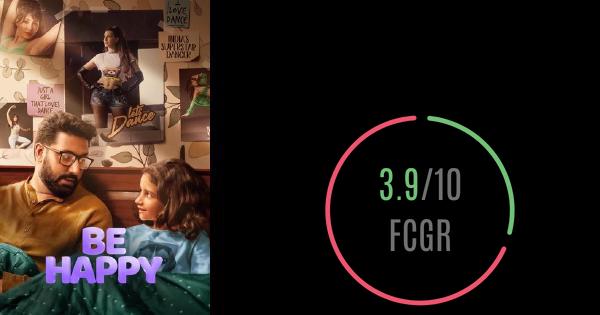 I
LOVE
DANCE
INDIA'S
SUPERSTAR
DANCER
JUST A
GIRL
THAT LOVES
DANCE
let's
Dance
BE
HAPPY
3.9/10
FCGR